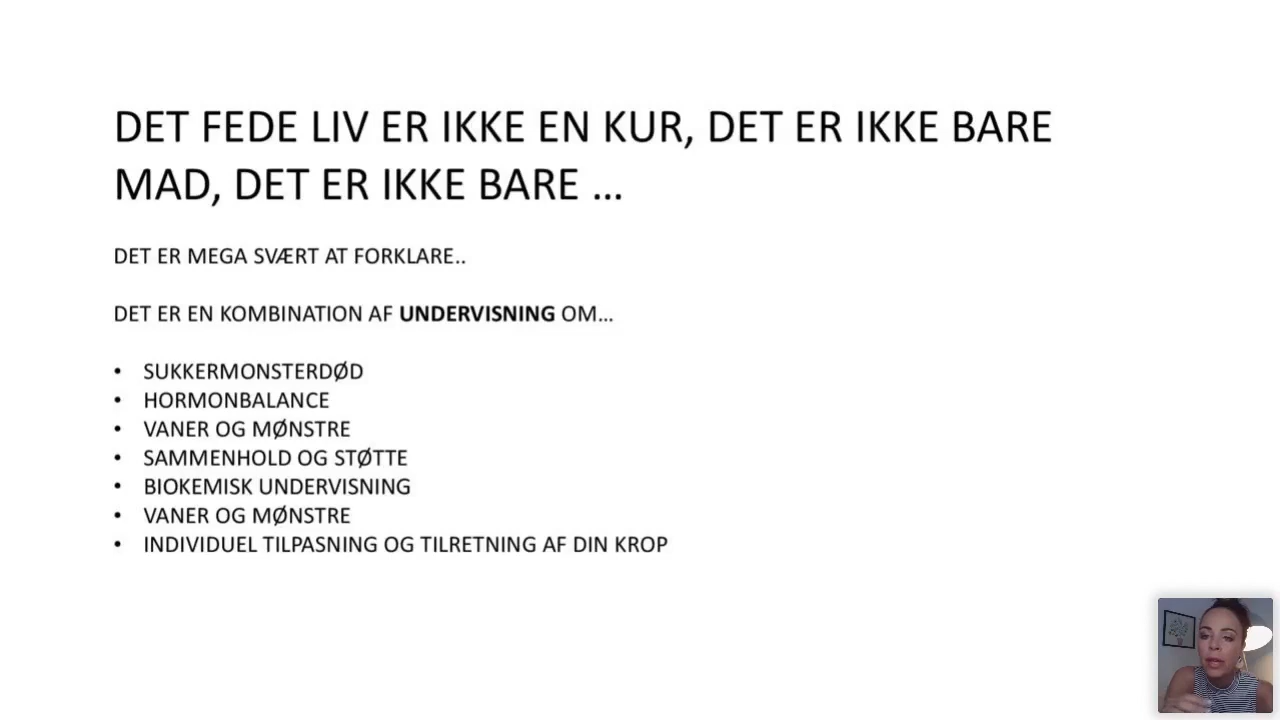 DET FEDE LIV ER IKKE EN KUR, DET ER IKKE BARE
MAD, DET ER IKKE BARE ...
DET ER MEGA SVÆRT AT FORKLARE..
DET ER EN KOMBINATION AF UNDERVISNING OM...
• SUKKERMONSTERDØD
• HORMONBALANCE
• VANER OG MØNSTRE
• SAMMENHOLD OG STØTTE
• BIOKEMISK UNDERVISNING
• VANER OG MØNSTRE
• INDIVIDUEL TILPASNING OG TILRETNING AF DIN KROP